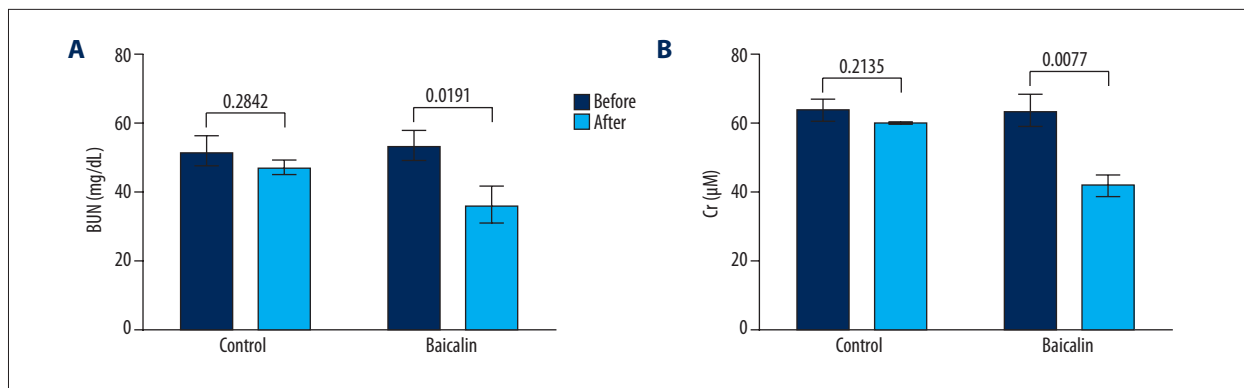 A
80
60
40
20
0
BUN (mg/dL)
0.2842
0.0191
Control
Baicalin
Before
After
B
80
60
40
20
0
Cr (μM)
0.2135
0.0077
Control
Baicalin